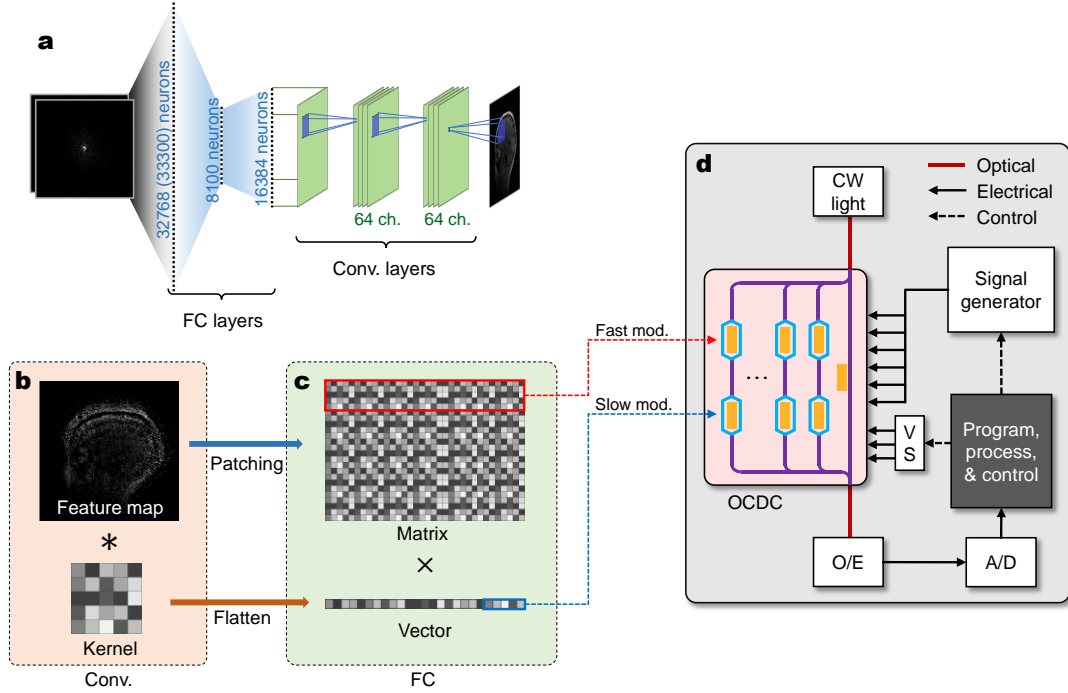 a
32768 (33300) neurons
8100 neurons
16384 neurons
64 ch.
64 ch.
Conv. layers
FC layers
b
Feature map
*
Kernel
Conv.
Patching
Flatten
c
Matrix
×
Vector
FC
Fast mod.
Slow mod.
d
Optical
Electrical
Control
CW
light
Signal
generator
...
OCDC
V
S
Program,
process,
& control
O/E
A/D